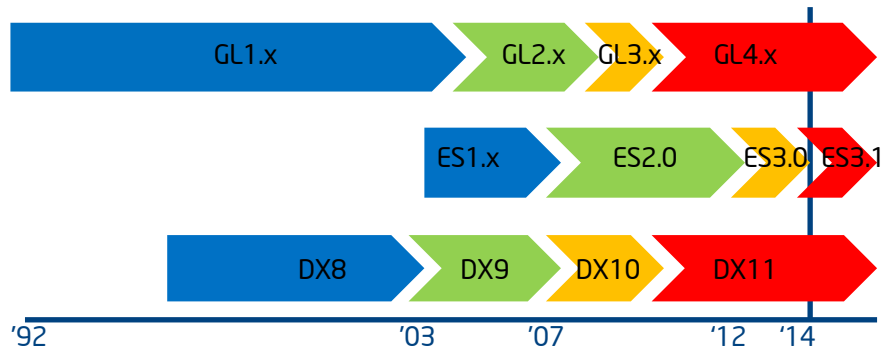 GL1.x GL2.x GL3.x GL4.x
ES1.x ES2.0 ES3.0 ES3.1
DX8 DX9 DX10 DX11
’92 ’03 ’07 ’12 ‘14